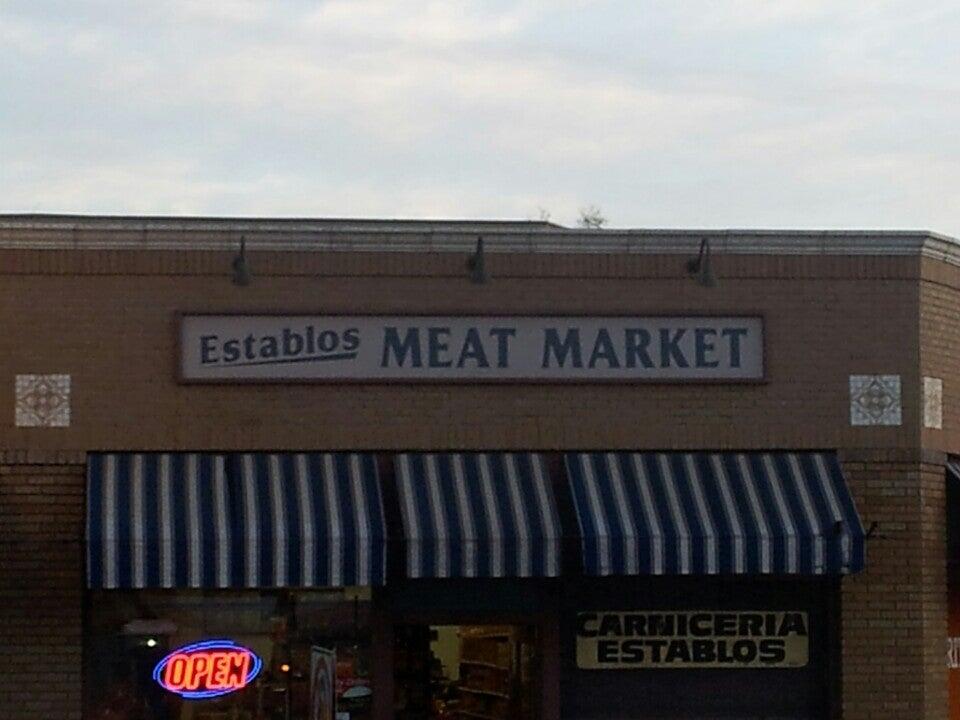 Establos MEAT MARKET
CARNICERIA
ESTABLOS
OPEN